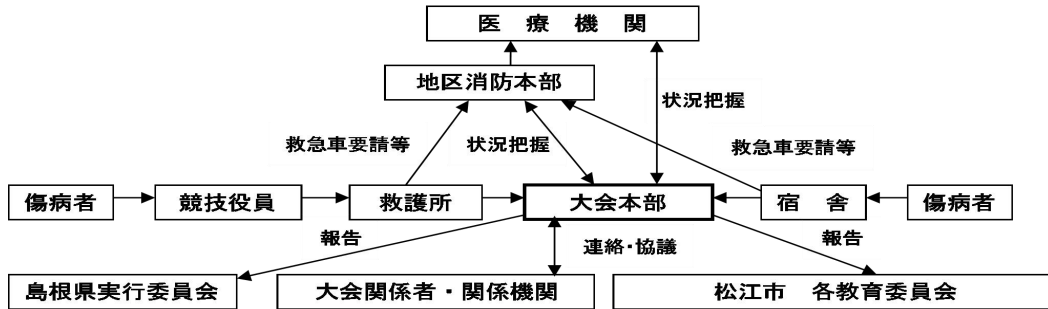 医 療 機 関
地区消防本部
状況把握
救急車要請等
状況把握
救急車要請等
傷病者
競技役員
救護所
大会本部
宿 舎
傷病者
報告
連絡・協議
報告
島根県実行委員会
大会関係者・関係機関
松江市 各教育委員会